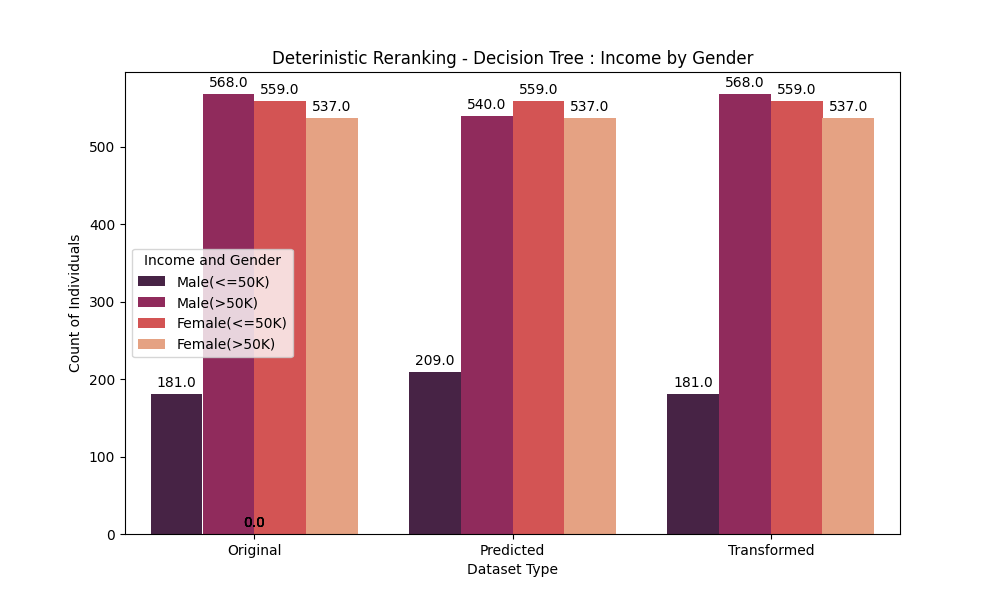 Deterinistic Reranking - Decision Tree : Income by Gender
568.0
559.0
537.0
181.0
0.0
540.0
559.0
537.0
209.0
568.0
559.0
537.0
181.0
500
400
300
200
100
0
Count of Individuals
Income and Gender
Male(<=50K)
Male(>50K)
Female(<=50K)
Female(>50K)
Original
Predicted
Transformed
Dataset Type